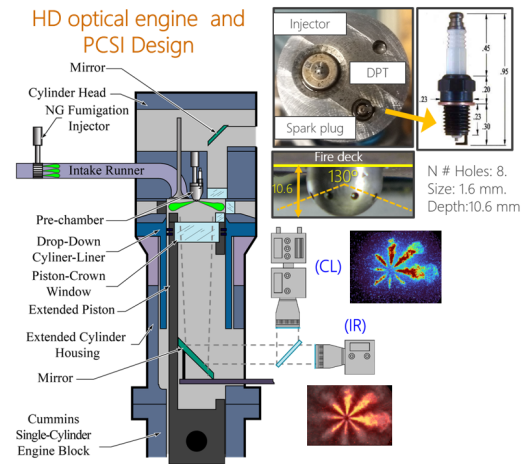 HD optical engine and
PCSI Design
Mirror
Cylinder Head
NG Fumigation
Injector
Intake Runner
Pre-chamber
Drop-Down
Cyliner-Liner
Piston-Crown
Window
Extended Piston
Extended Cylinder
Housing
Mirror
Cummins
Single-Cylinder
Engine Block
Injector
DPT
Spark plug
.45
.95
.20
.23
.23
.30
Fire deck
10.6
130º
N # Holes: 8.
Size: 1.6 mm.
Depth:10.6 mm
(CL)
(IR)